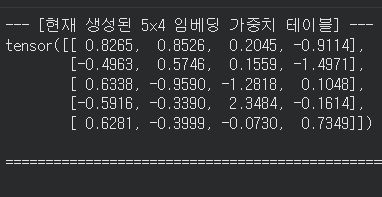 --- [현재 생성된 5x4 임베딩 가중치 테이블] ---
tensor([[ 0.8265,  0.8526,  0.2045, -0.9114],
        [-0.4963,  0.5746,  0.1559, -1.4971],
        [ 0.6338, -0.9590, -1.2818,  0.1048],
        [-0.5916, -0.3390,  2.3484, -0.1614],
        [ 0.6281, -0.3999, -0.0730,  0.7349]])
===============================================